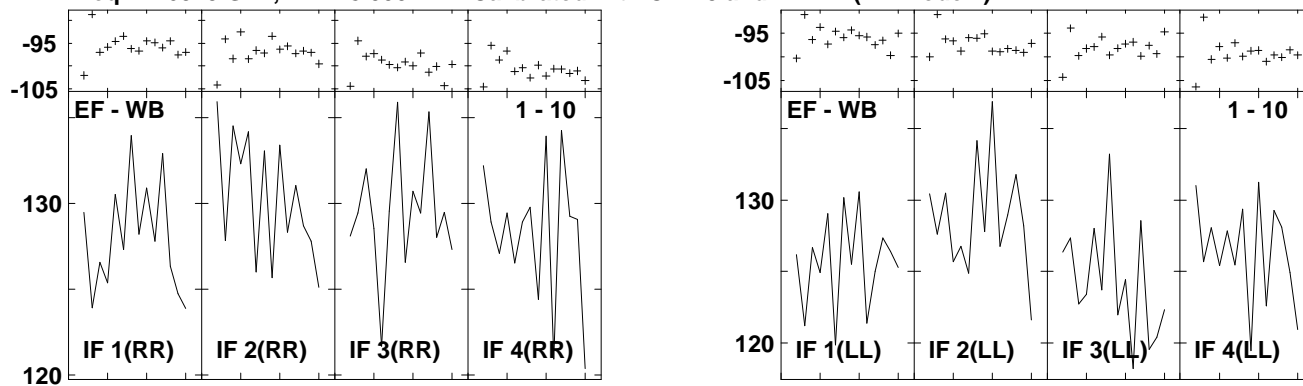 -95
-105
EF - WB 1 - 10
130
120
IF 1(RR) IF 2(RR) IF 3(RR) IF 4(RR)
-95
-105
EF - WB 1 - 10
130
120
IF 1(LL) IF 2(LL) IF 3(LL) IF 4(LL)